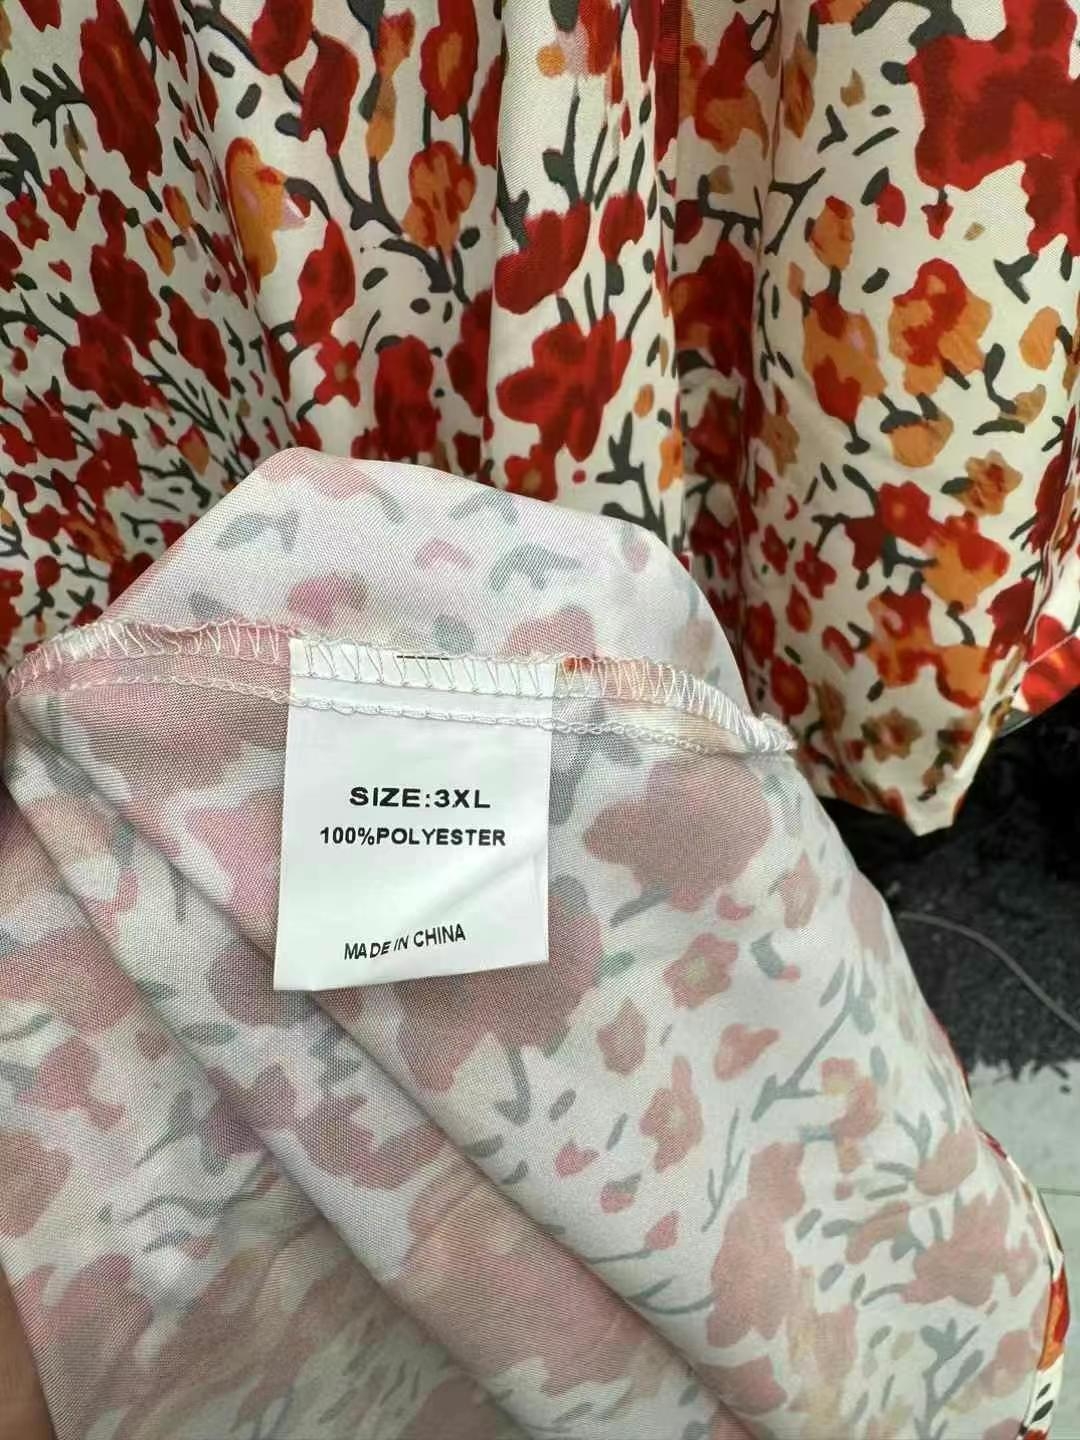 SIZE:3XL
100%POLYESTER
MADE IN CHINA